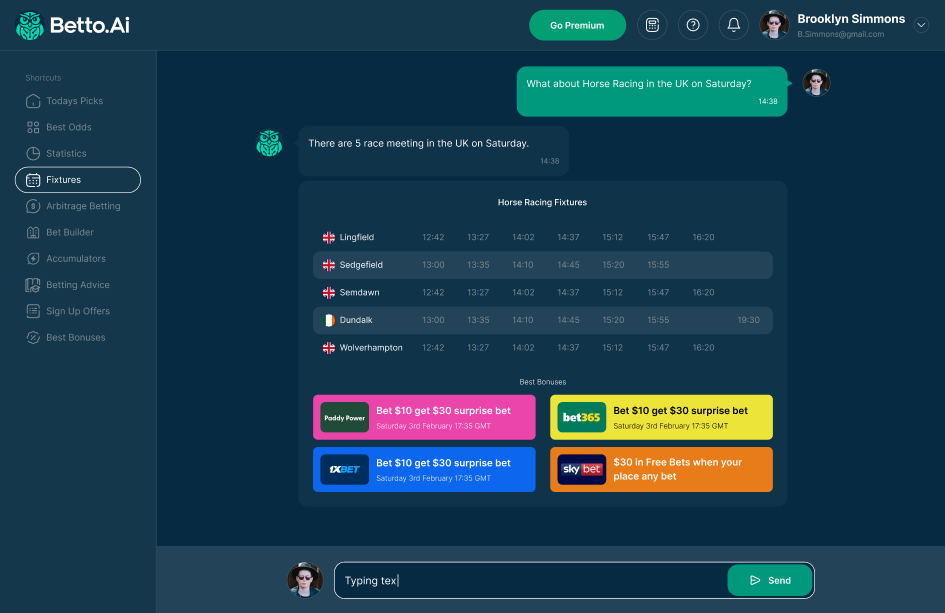 Betto.Ai
Go Premium
Brooklyn Simmons
B.Simmons@gmail.com
Shortcuts
Todays Picks
Best Odds
Statistics
Fixtures
Arbitrage Betting
Bet Builder
Accumulators
Betting Advice
Sign Up Offers
Best Bonuses
What about Horse Racing in the UK on Saturday?
14:38
There are 5 race meeting in the UK on Saturday.
14:38
Horse Racing Fixtures
Lingfield 12:42 13:27 14:02 14:37 15:12 15:47 16:20
Sedgefield 13:00 13:35 14:10 14:45 15:20 15:55
Semdawn 12:42 13:27 14:02 14:37 15:12 15:47 16:20
Dundalk 13:00 13:35 14:10 14:45 15:20 15:55 19:30
Wolverhampton 12:42 13:27 14:02 14:37 15:12 15:47 16:20
Best Bonuses
Paddy Power
Bet $10 get $30 surprise bet
Saturday 3rd February 17:35 GMT
bet365
Bet $10 get $30 surprise bet
Saturday 3rd February 17:35 GMT
1XBET
Bet $10 get $30 surprise bet
Saturday 3rd February 17:35 GMT
sky bet
$30 in Free Bets when your
place any bet
Typing tex
Send